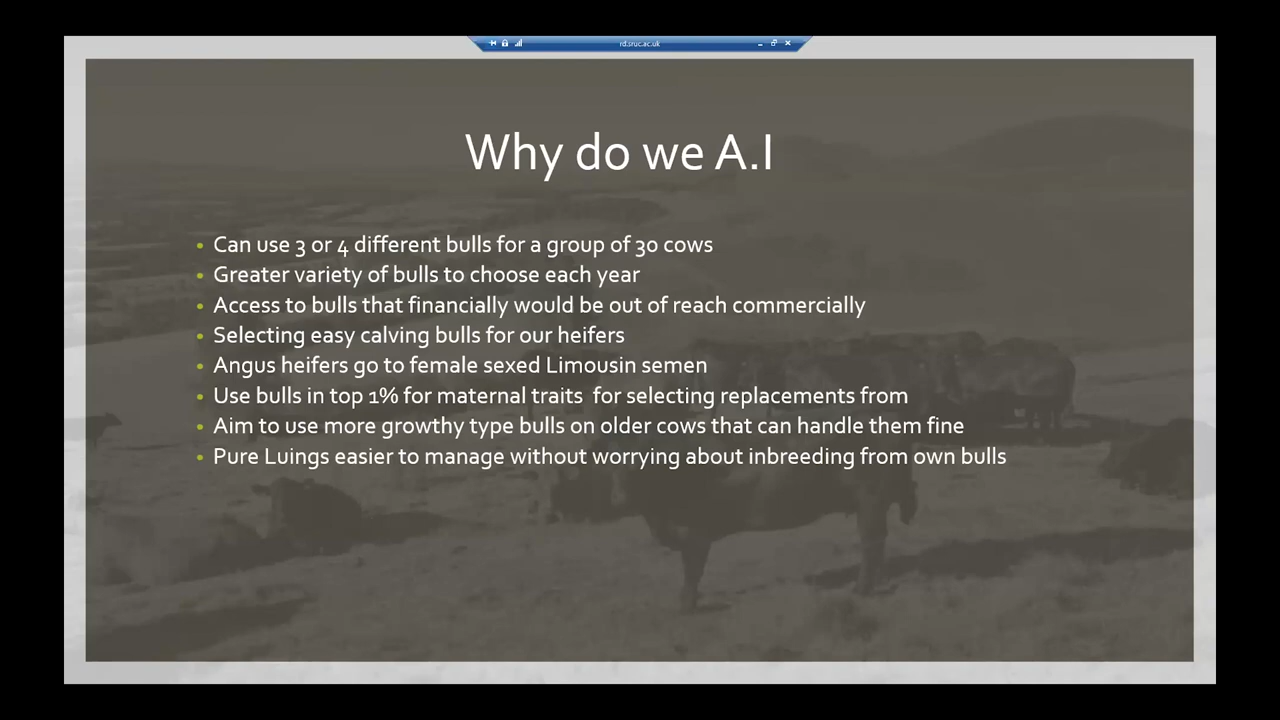 rd.sruc.ac.uk
Why do we A.I
• Can use 3 or 4 different bulls for a group of 30 cows
• Greater variety of bulls to choose each year
• Access to bulls that financially would be out of reach commercially
• Selecting easy calving bulls for our heifers
• Angus heifers go to female sexed Limousin semen
• Use bulls in top 1% for maternal traits  for selecting replacements from
• Aim to use more growthy type bulls on older cows that can handle them fine
• Pure Luings easier to manage without worrying about inbreeding from own bulls